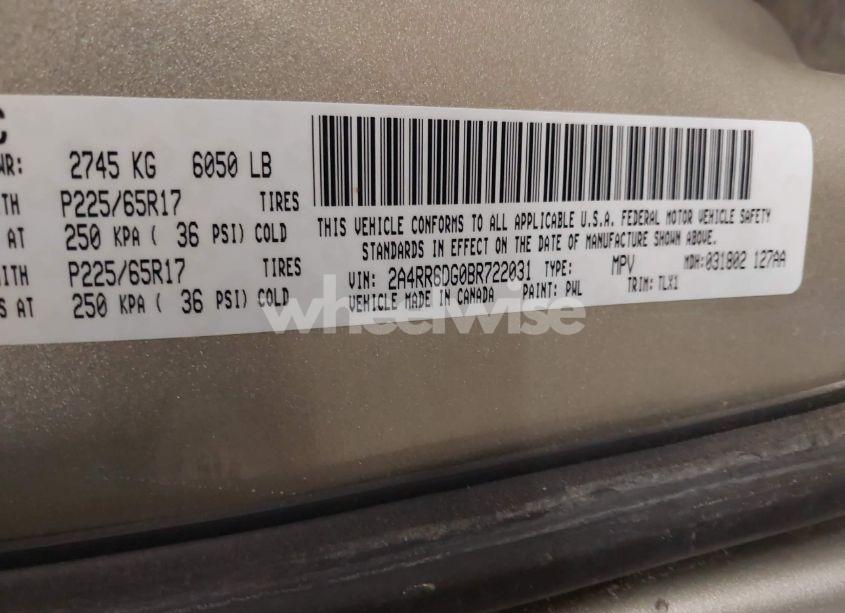 C
WR: 2745 KG 6050 LB
ITH P225/65R17 TIRES
AT 250 KPA ( 36 PSI) COLD
ITH P225/65R17 TIRES
S AT 250 KPA ( 36 PSI) COLD
THIS VEHICLE CONFORMS TO ALL APPLICABLE U.S.A. FEDERAL MOTOR VEHICLE SAFETY
STANDARDS IN EFFECT ON THE DATE OF MANUFACTURE SHOWN ABOVE.
VIN: 2A4RR6DG0BR722031 TYPE: MPV MDH:031802 127AA
VEHICLE MADE IN CANADA PAINT: PWL TRIM: TLX1
wheelwise